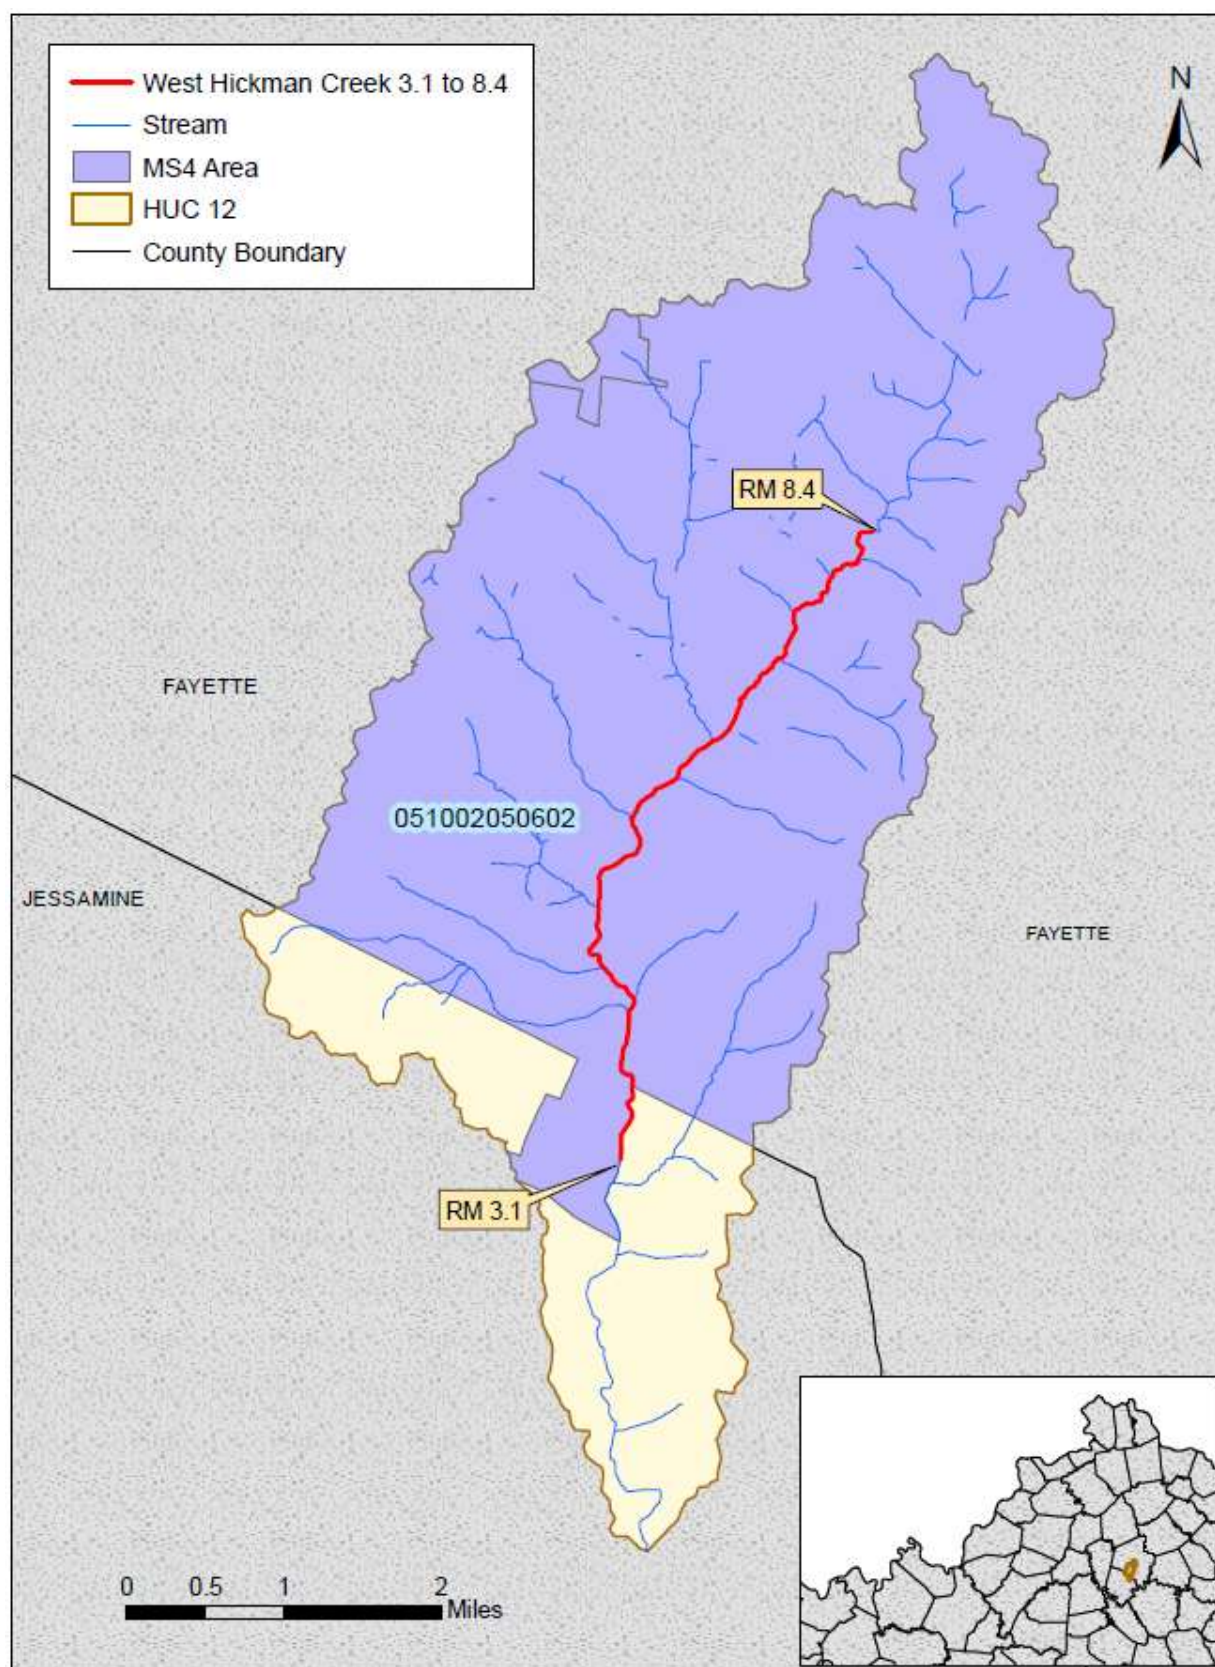 West Hickman Creek 3.1 to 8.4
Stream
MS4 Area
HUC 12
County Boundary
N
RM 8.4
FAYETTE
051002050602
JESSAMINE
FAYETTE
RM 3.1
0 0.5 1 2
Miles